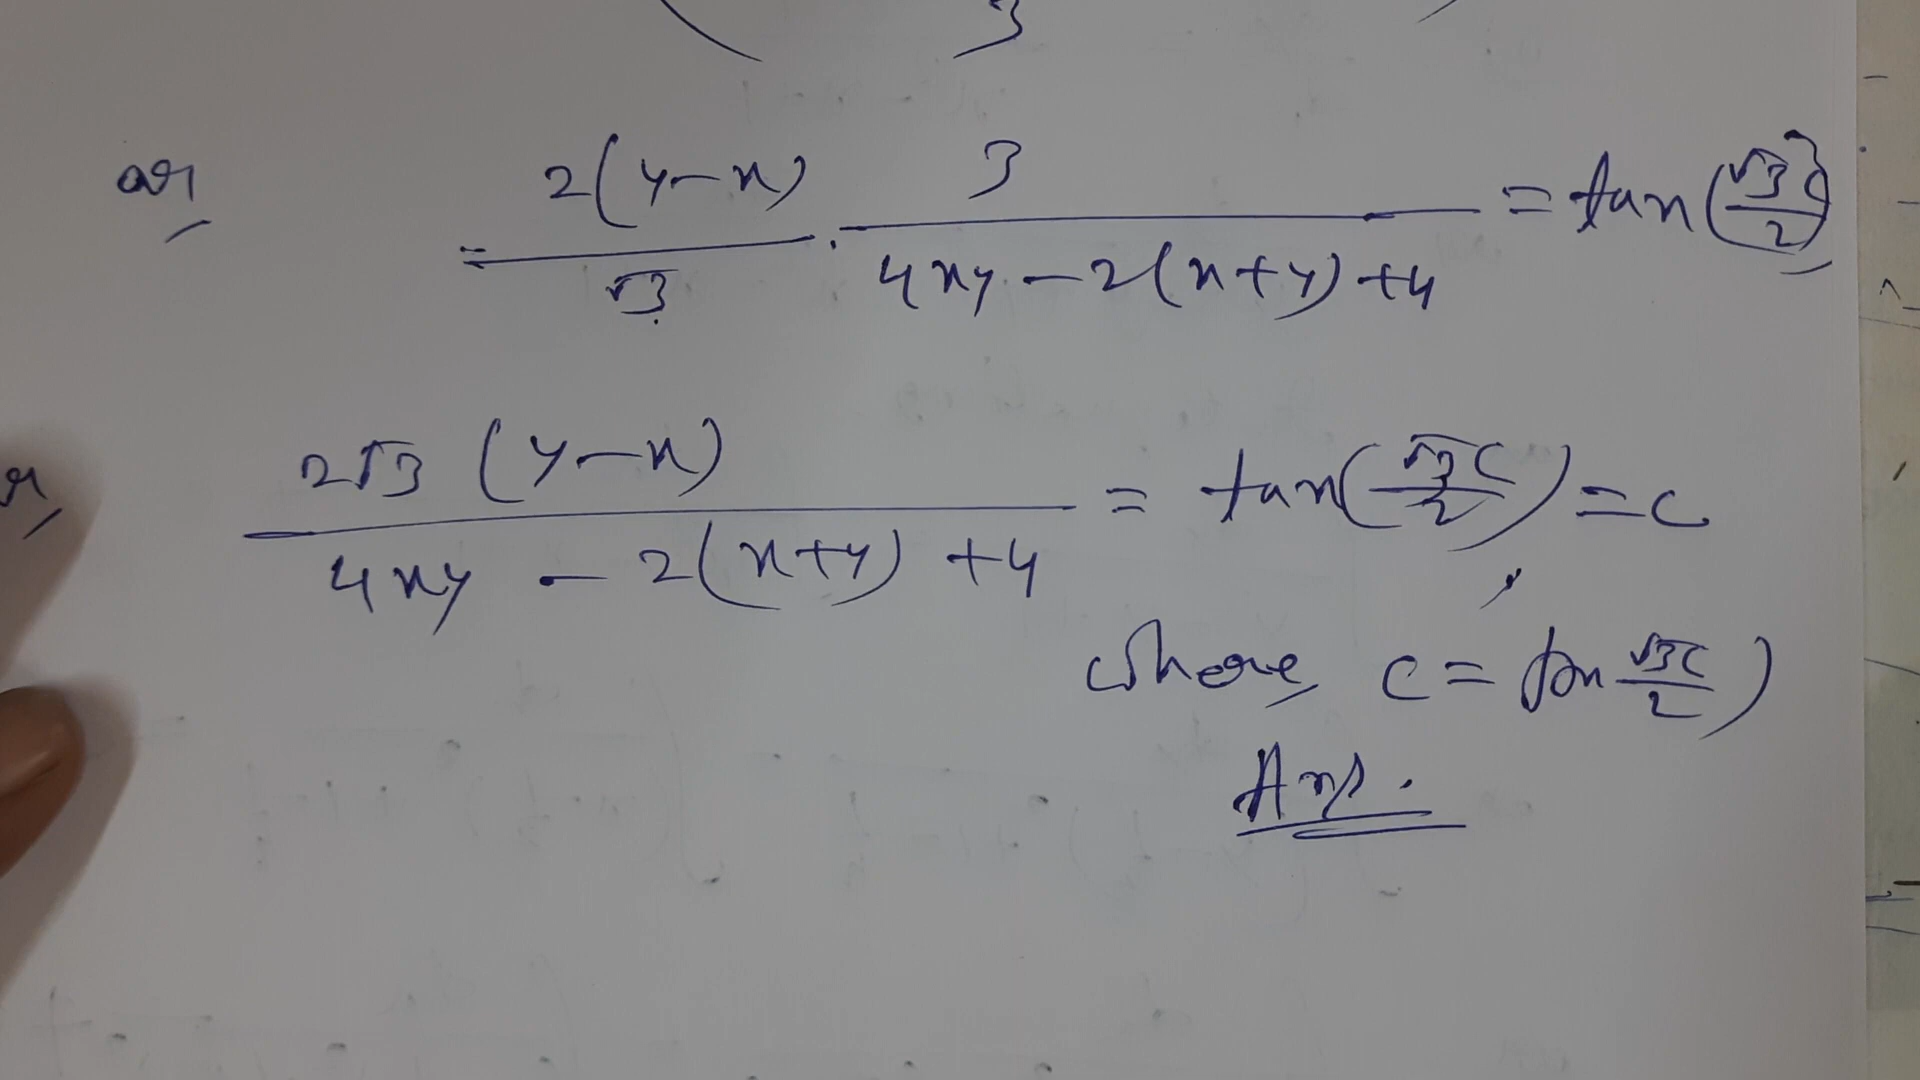 3
or, = 2(y-x)/√3 . 3/(4xy - 2(x+y) + 4) = tan(√3C/2)
2√3 (y-x)/(4xy - 2(x+y) + 4) = tan(√3C/2) = c,
where, c = tan √3C/2)
Ans.